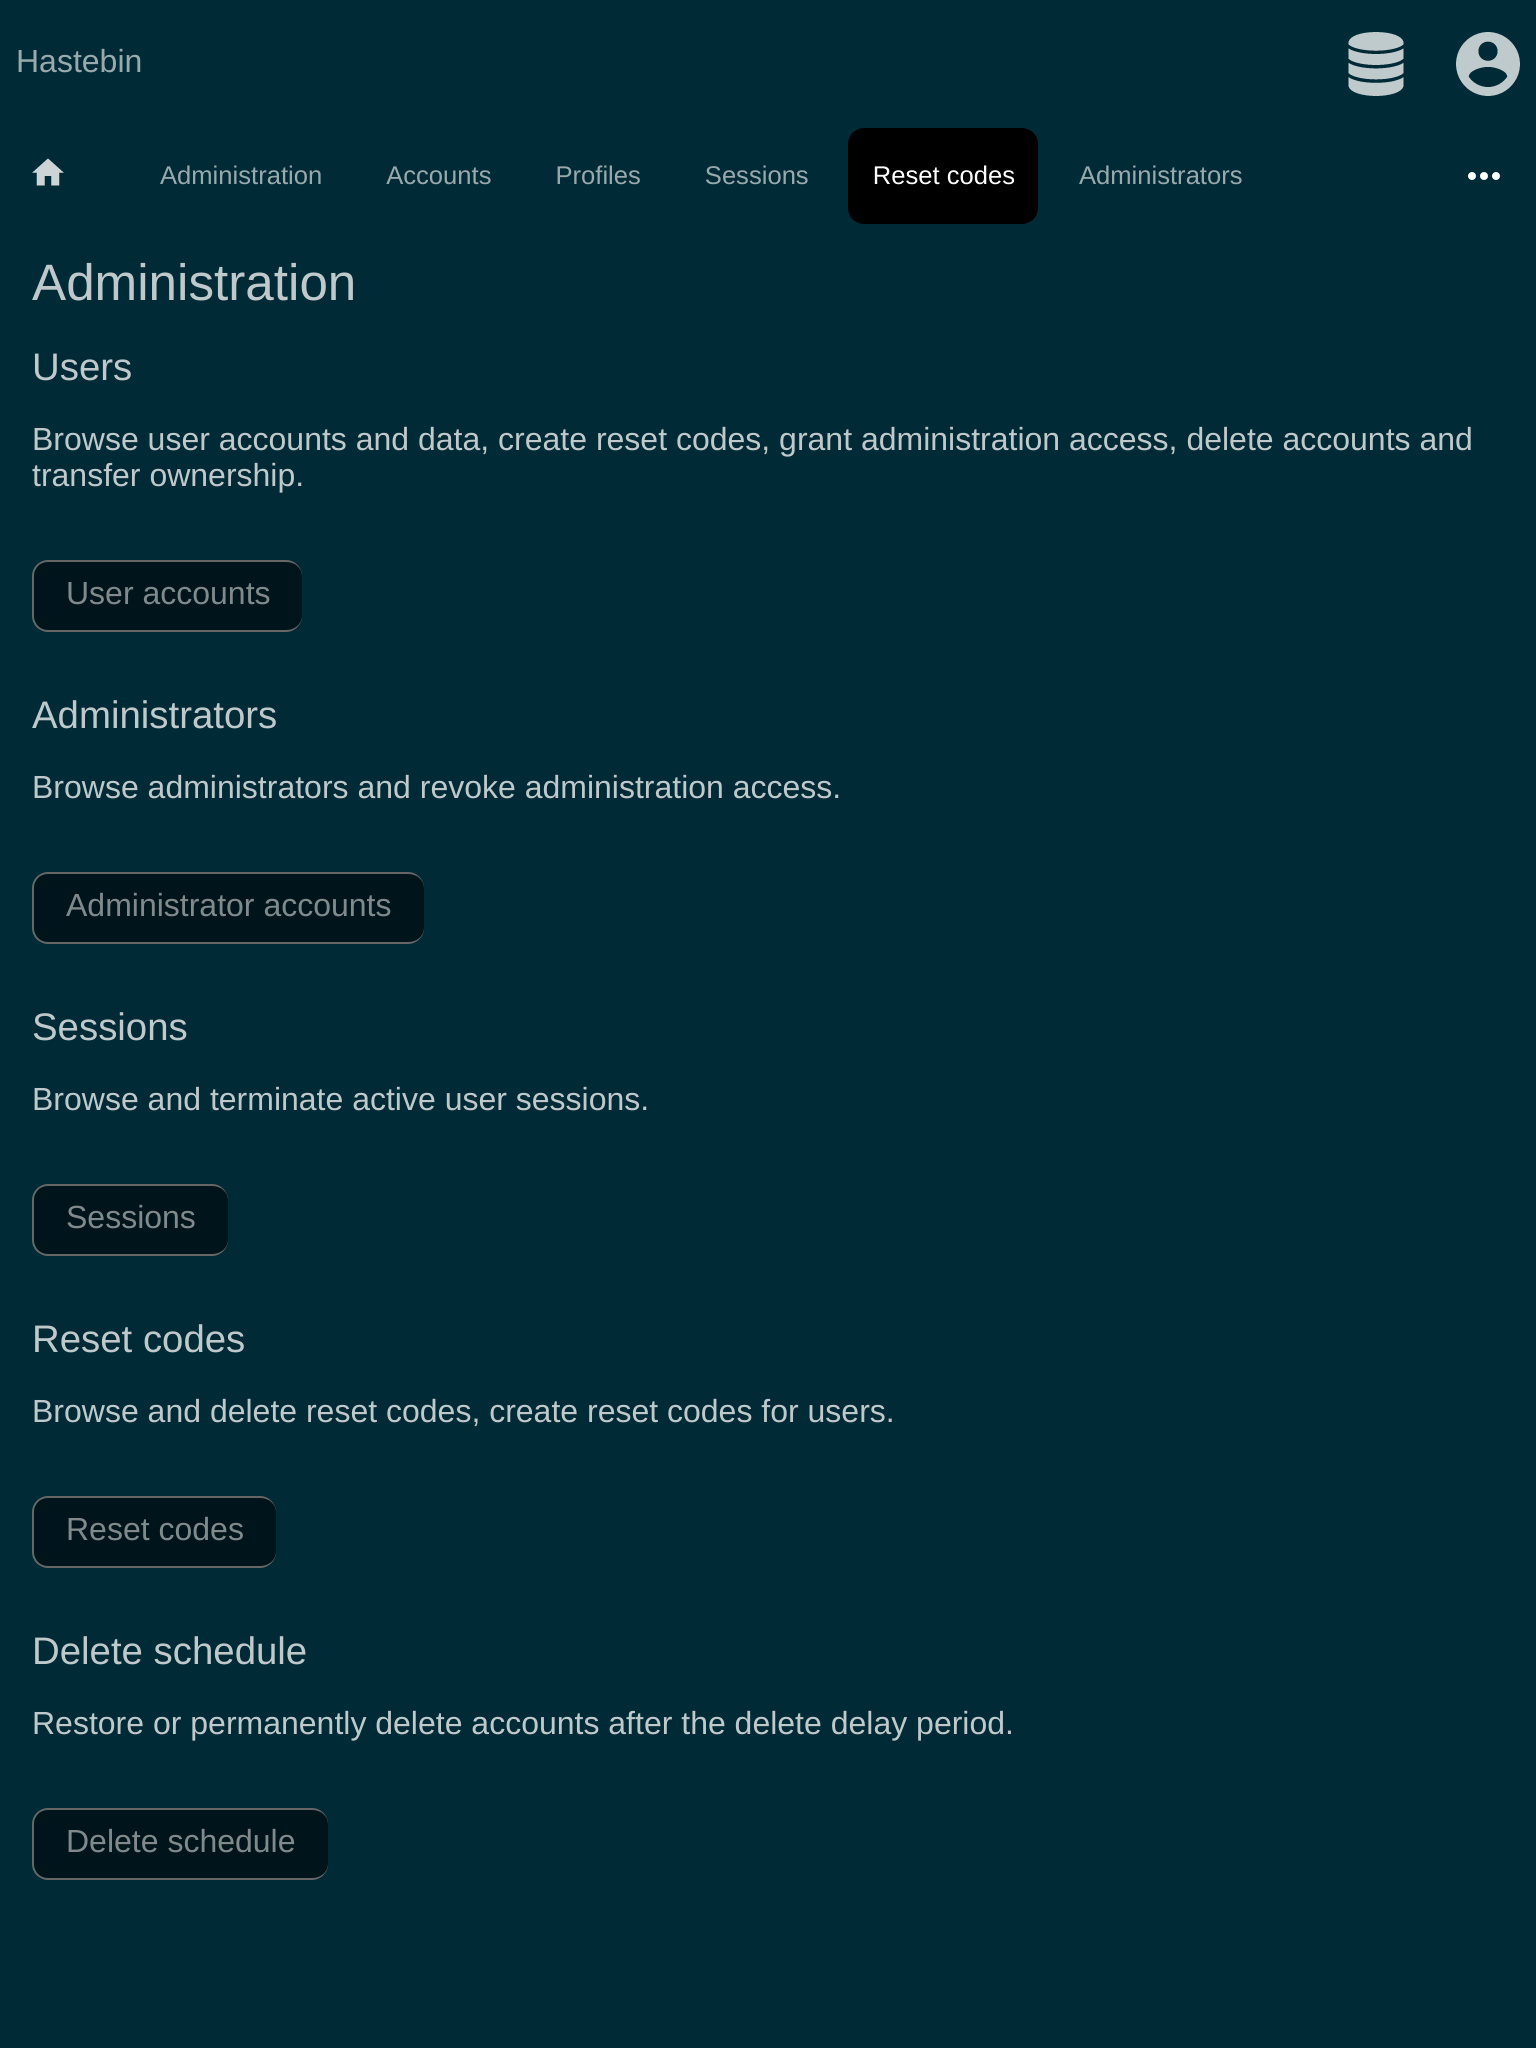 Hastebin
Administration Accounts Profiles Sessions Reset codes Administrators
Administration
Users
Browse user accounts and data, create reset codes, grant administration access, delete accounts and
transfer ownership.
User accounts
Administrators
Browse administrators and revoke administration access.
Administrator accounts
Sessions
Browse and terminate active user sessions.
Sessions
Reset codes
Browse and delete reset codes, create reset codes for users.
Reset codes
Delete schedule
Restore or permanently delete accounts after the delete delay period.
Delete schedule